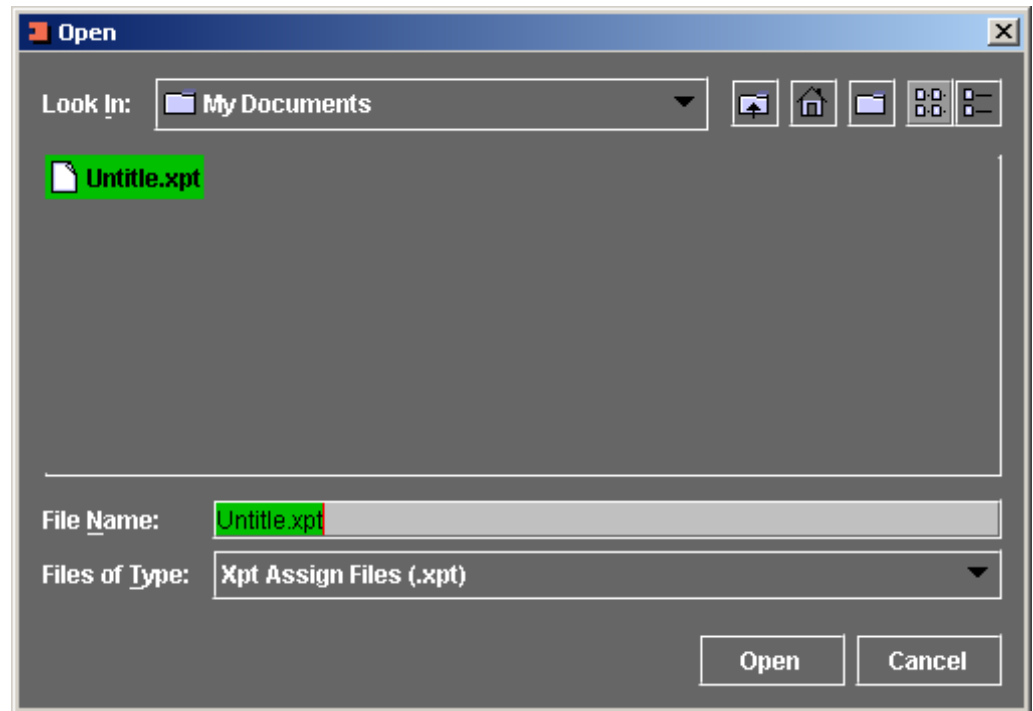 Open
Look In: My Documents
Untitle.xpt
File Name: Untitle.xpt
Files of Type: Xpt Assign Files (.xpt)
Open Cancel